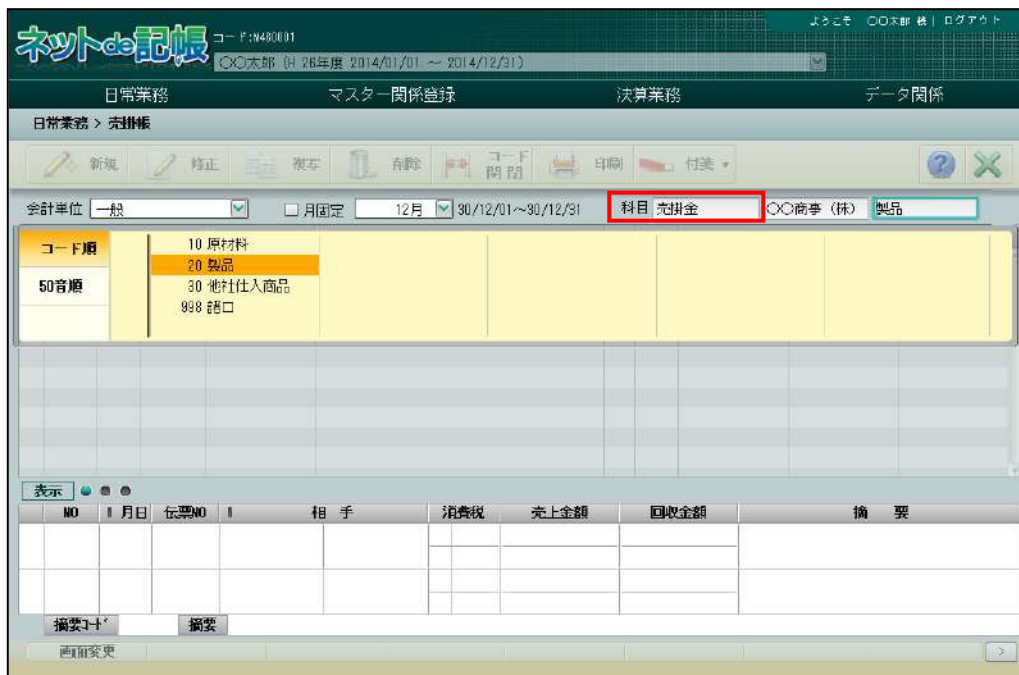 ようこそ 〇〇太郎 様 | ログアウト
ネットde記帳 コード:N480001
〇〇太郎 (H 26年度 2014/01/01 ～ 2014/12/31)
日常業務 マスター関係登録 決算業務 データ関係
日常業務 > 売掛帳
新規 修正 複写 削除 コード開閉 印刷 付箋
会計単位 一般 月固定 12月 30/12/01～30/12/31 科目 売掛金 〇〇商事 (株) 製品
コード順
50音順
10 原材料
20 製品
30 他社仕入商品
998 諸口
表示
NO 月日 伝票NO 相 手 消費税 売上金額 回収金額 摘 要
摘要ｺｰﾄﾞ 摘要
画面変更